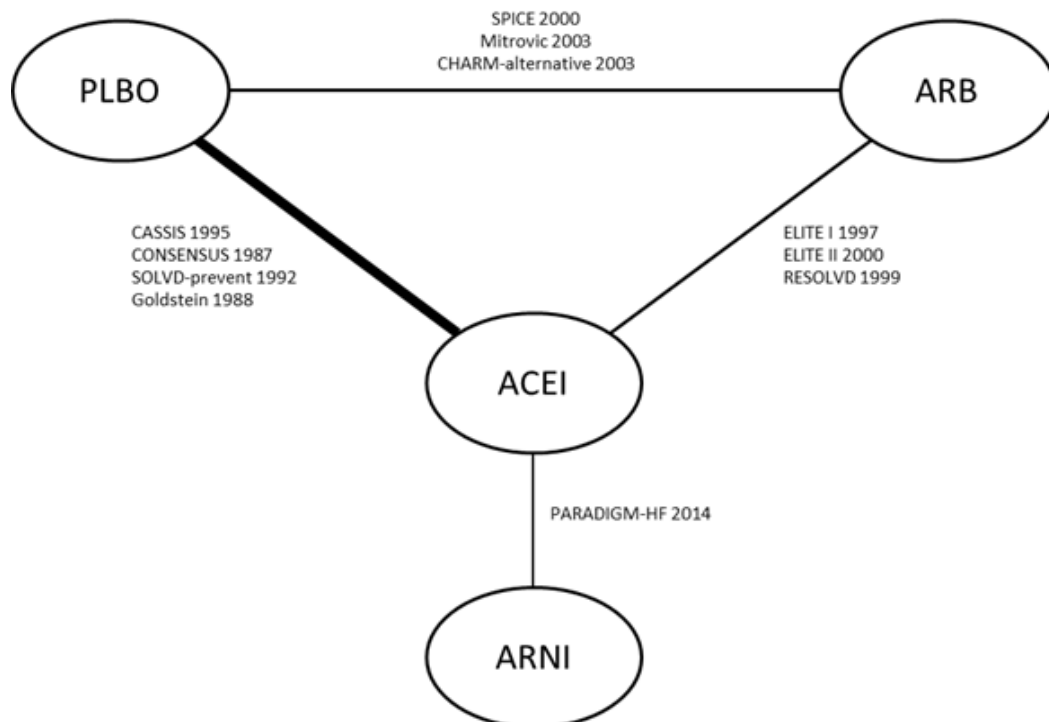 SPICE 2000
Mitrovic 2003
CHARM-alternative 2003
PLBO
ARB
CASSIS 1995
CONSENSUS 1987
SOLVD-prevent 1992
Goldstein 1988
ELITE I 1997
ELITE II 2000
RESOLVD 1999
ACEI
PARADIGM-HF 2014
ARNI